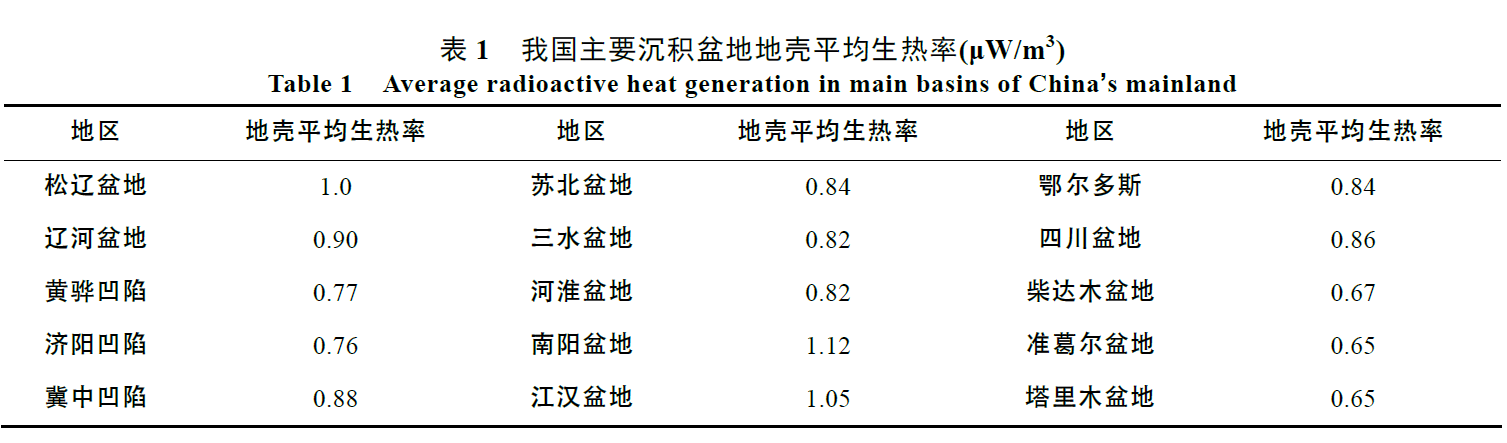 表 1 我国主要沉积盆地地壳平均生热率(μW/m³)
Table 1 Average radioactive heat generation in main basins of China’s mainland
地区 地壳平均生热率 地区 地壳平均生热率 地区 地壳平均生热率
松辽盆地 1.0 苏北盆地 0.84 鄂尔多斯 0.84
辽河盆地 0.90 三水盆地 0.82 四川盆地 0.86
黄骅凹陷 0.77 河淮盆地 0.82 柴达木盆地 0.67
济阳凹陷 0.76 南阳盆地 1.12 准葛尔盆地 0.65
冀中凹陷 0.88 江汉盆地 1.05 塔里木盆地 0.65